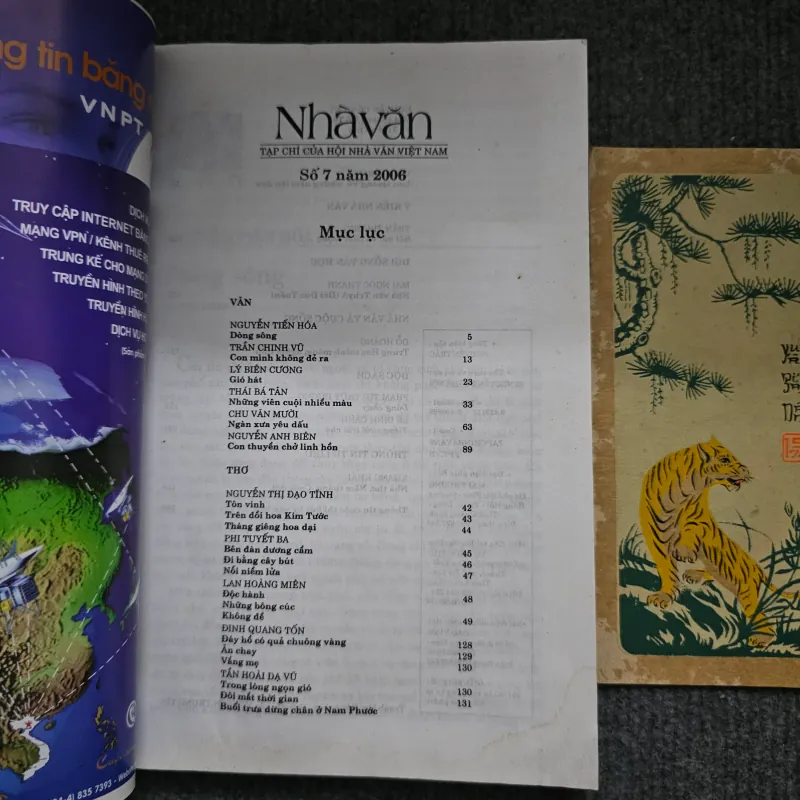 tin băng
VNPT
TRUY CẬP INTERNET
MẠNG VPN / KÊNH THUÊ
TRUNG KẾ CHO MẠNG
TRUYỀN HÌNH THEO
TRUYỀN HÌNH
DỊCH VỤ
835 7393
Nhà văn
TẠP CHÍ CỦA HỘI NHÀ VĂN VIỆT NAM
Số 7 năm 2006
Mục lục
VĂN
NGUYỄN TIẾN HÓA
Dòng sông 5
TRẦN CHINH VŨ
Con mình không đẻ ra 13
LÝ BIÊN CƯƠNG
Gió hát 23
THÁI BÁ TÂN
Những viên cuội nhiều màu 33
CHU VĂN MƯỜI
Ngàn xưa yêu dấu 63
NGUYỄN ANH BIÊN
Con thuyền chở linh hồn 89
THƠ
NGUYỄN THỊ ĐẠO TĨNH
Tôn vinh 42
Trên đồi hoa Kim Tước 43
Tháng giêng hoa dại 44
PHI TUYẾT BA
Bên đàn dương cầm 45
Đi bằng cây bút 46
Nỗi niềm lửa 47
LAN HOÀNG MIÊN
Độc hành 48
Những bông cúc
Không đề 49
ĐINH QUANG TỐN
Đáy hồ có quả chuông vàng 128
Ăn chay 129
Vắng mẹ 130
TẦN HOÀI DẠ VŨ
Trong lòng ngọn gió 130
Đôi mắt thời gian 131
Buổi trưa dừng chân ở Nam Phước